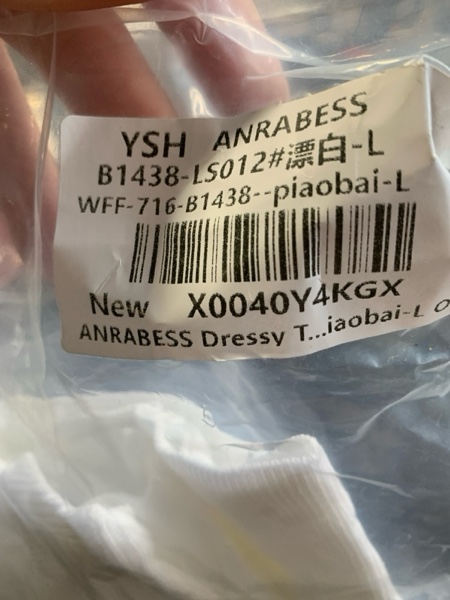 YSH ANRABESS
B1438-LS012#漂白-L
WFF-716-B1438--piaobai-L
New X0040Y4KGX
ANRABESS Dressy T...iaobai-L